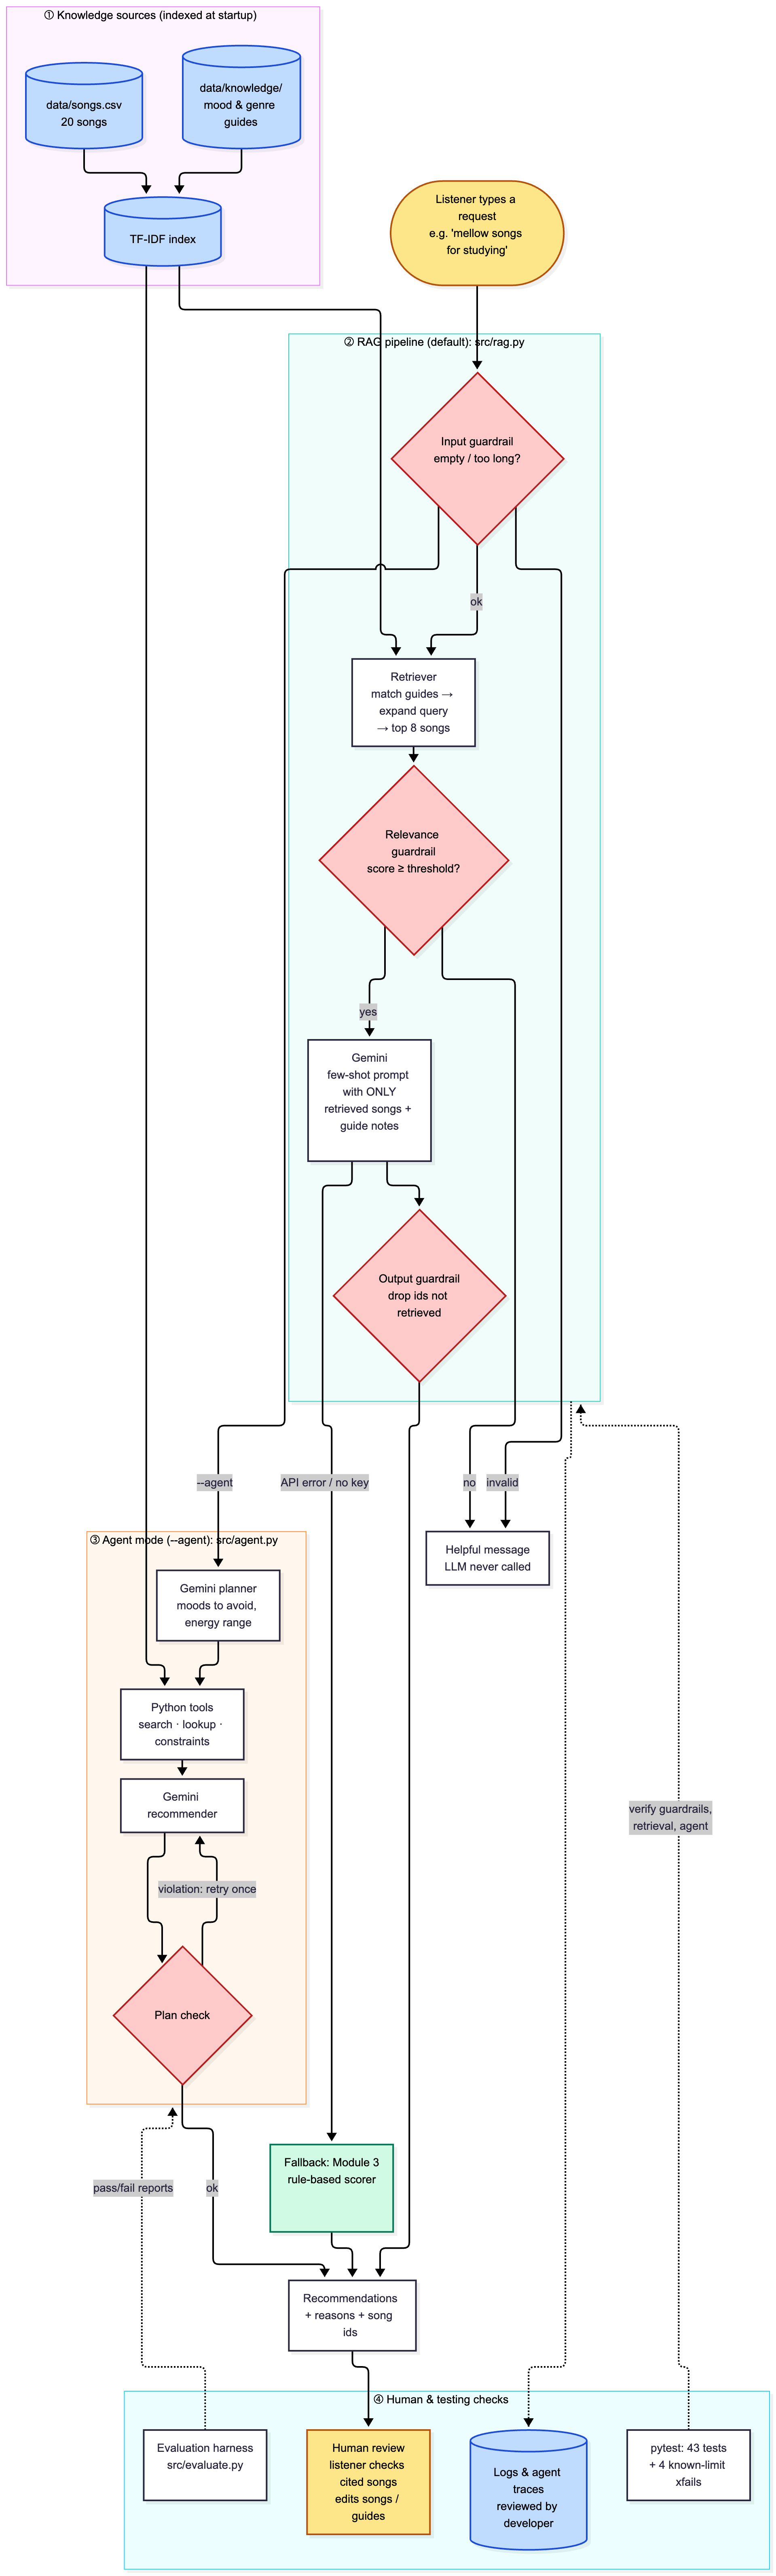 ① Knowledge sources (indexed at startup)
data/songs.csv
20 songs
data/knowledge/
mood & genre
guides
TF-IDF index
Listener types a
request
e.g. 'mellow songs
for studying'
② RAG pipeline (default): src/rag.py
Input guardrail
empty / too long?
ok
Retriever
match guides →
expand query
→ top 8 songs
Relevance
guardrail
score ≥ threshold?
yes
Gemini
few-shot prompt
with ONLY
retrieved songs +
guide notes
Output guardrail
drop ids not
retrieved
--agent
API error / no key
no
invalid
Helpful message
LLM never called
③ Agent mode (--agent): src/agent.py
Gemini planner
moods to avoid,
energy range
Python tools
search · lookup ·
constraints
Gemini
recommender
violation: retry once
verify guardrails,
retrieval, agent
Plan check
pass/fail reports
ok
Fallback: Module 3
rule-based scorer
Recommendations
+ reasons + song
ids
④ Human & testing checks
Evaluation harness
src/evaluate.py
Human review
listener checks
cited songs
edits songs /
guides
Logs & agent
traces
reviewed by
developer
pytest: 43 tests
+ 4 known-limit
xfails